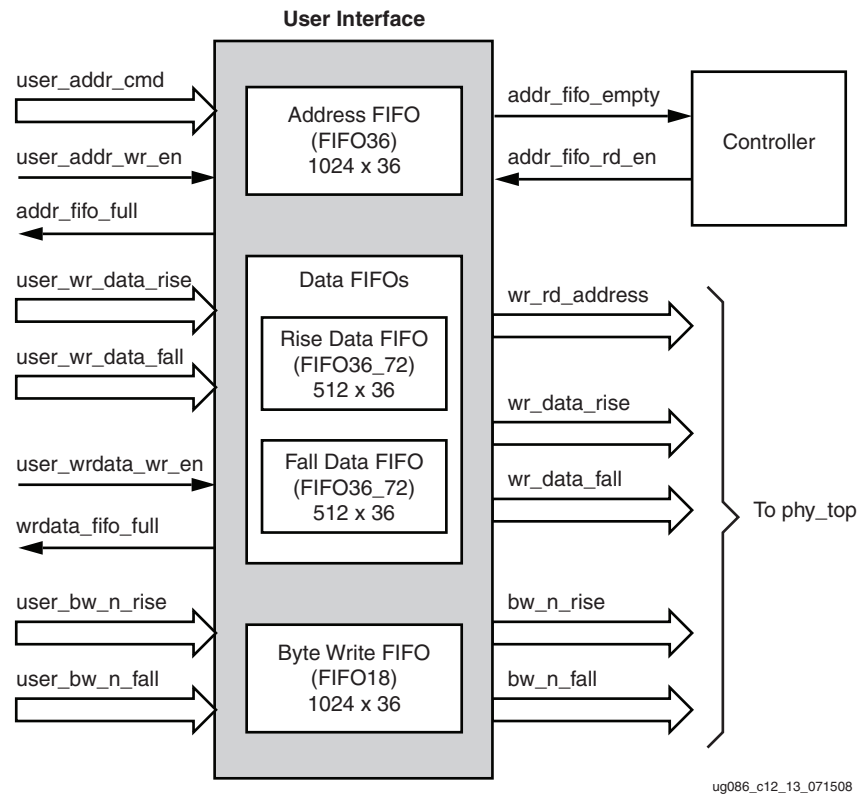 User Interface
user_addr_cmd
user_addr_wr_en
addr_fifo_full
user_wr_data_rise
user_wr_data_fall
user_wrdata_wr_en
wrdata_fifo_full
user_bw_n_rise
user_bw_n_fall
Address FIFO
(FIFO36)
1024 x 36
Data FIFOs
Rise Data FIFO
(FIFO36_72)
512 x 36
Fall Data FIFO
(FIFO36_72)
512 x 36
Byte Write FIFO
(FIFO18)
1024 x 36
addr_fifo_empty
addr_fifo_rd_en
Controller
wr_rd_address
wr_data_rise
wr_data_fall
bw_n_rise
bw_n_fall
To phy_top
ug086_c12_13_071508